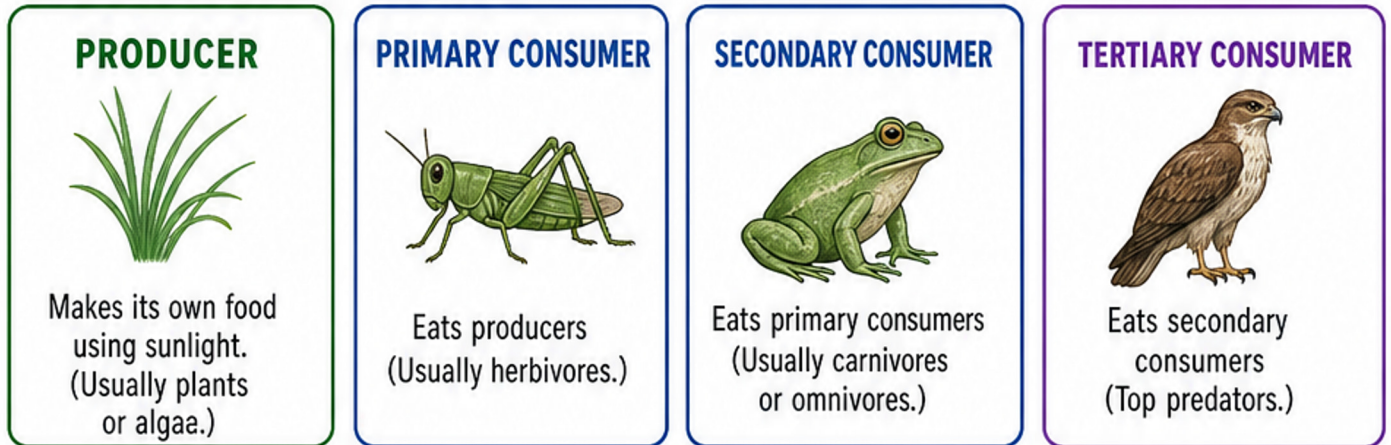 PRODUCER
Makes its own food
using sunlight.
(Usually plants
or algae.)
PRIMARY CONSUMER
Eats producers
(Usually herbivores.)
SECONDARY CONSUMER
Eats primary consumers
(Usually carnivores
or omnivores.)
TERTIARY CONSUMER
Eats secondary
consumers
(Top predators.)